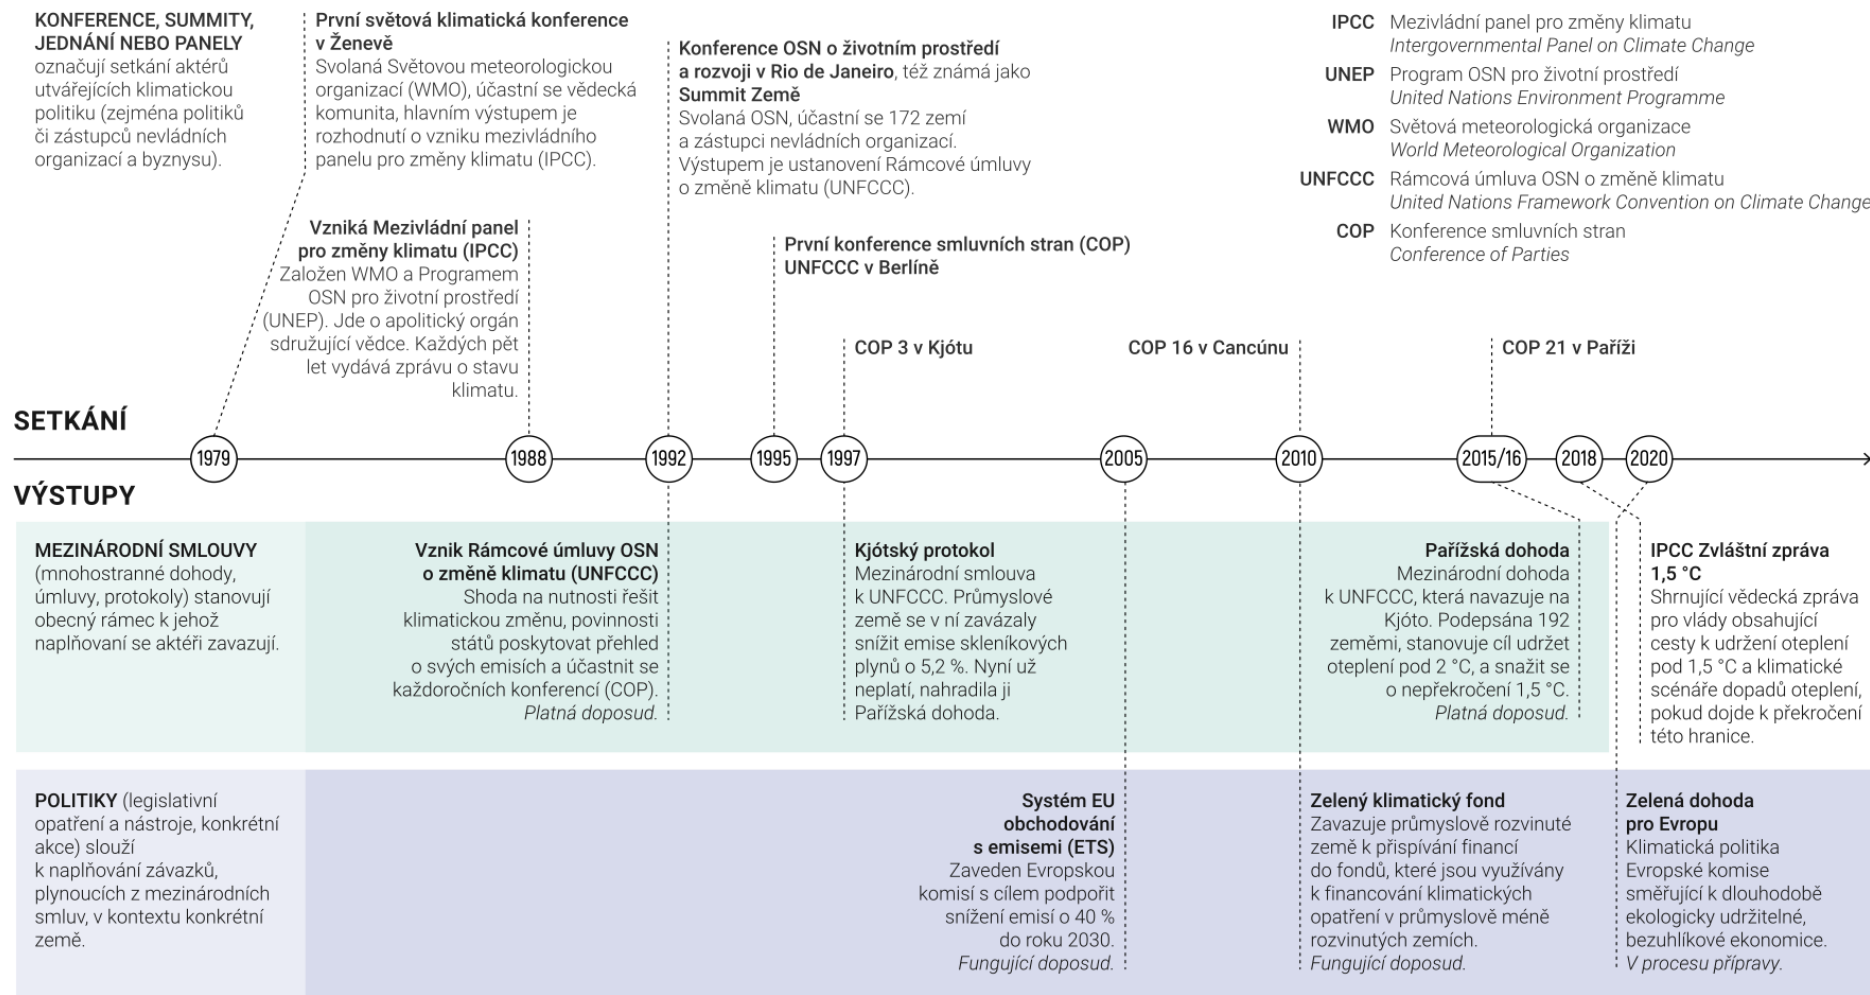 KONFERENCE, SUMMITY,
JEDNÁNÍ NEBO PANELY
označují setkání aktérů
utvářejících klimatickou
politiku (zejména politiků
či zástupců nevládních
organizací a byznysu).
První světová klimatická konference
v Ženevě
Svolaná Světovou meteorologickou
organizací (WMO), účastní se vědecká
komunita, hlavním výstupem je
rozhodnutí o vzniku mezivládního
panelu pro změny klimatu (IPCC).
Konference OSN o životním prostředí
a rozvoji v Rio de Janeiro, též známá jako
Summit Země
Svolaná OSN, účastní se 172 zemí
a zástupci nevládních organizací.
Výstupem je ustanovení Rámcové úmluvy
o změně klimatu (UNFCCC).
IPCC Mezivládní panel pro změny klimatu
Intergovernmental Panel on Climate Change
UNEP Program OSN pro životní prostředí
United Nations Environment Programme
WMO Světová meteorologická organizace
World Meteorological Organization
UNFCCC Rámcová úmluva OSN o změně klimatu
United Nations Framework Convention on Climate Change
COP Konference smluvních stran
Conference of Parties
Vzniká Mezivládní panel
pro změny klimatu (IPCC)
Založen WMO a Programem
OSN pro životní prostředí
(UNEP). Jde o apolitický orgán
sdružující vědce. Každých pět
let vydává zprávu o stavu
klimatu.
První konference smluvních stran (COP)
UNFCCC v Berlíně
COP 3 v Kjótu
COP 16 v Cancúnu
COP 21 v Paříži
SETKÁNÍ
1979
1988
1992
1995
1997
2005
2010
2015/16
2018
2020
VÝSTUPY
MEZINÁRODNÍ SMLOUVY
(mnohostranné dohody,
úmluvy, protokoly) stanovují
obecný rámec k jehož
naplňování se aktéři zavazují.
Vznik Rámcové úmluvy OSN
o změně klimatu (UNFCCC)
Shoda na nutnosti řešit
klimatickou změnu, povinnosti
států poskytovat přehled
o svých emisích a účastnit se
každoročních konferencí (COP).
Platná doposud.
Kjótský protokol
Mezinárodní smlouva
k UNFCCC. Průmyslové
země se v ní zavázaly
snížit emise skleníkových
plynů o 5,2 %. Nyní už
neplatí, nahradila ji
Pařížská dohoda.
Pařížská dohoda
Mezinárodní dohoda
k UNFCCC, která navazuje na
Kjóto. Podepsána 192
zeměmi, stanovuje cíl udržet
oteplení pod 2 °C, a snažit se
o nepřekročení 1,5 °C.
Platná doposud.
IPCC Zvláštní zpráva
1,5 °C
Shrnující vědecká zpráva
pro vlády obsahující
cesty k udržení oteplení
pod 1,5 °C a klimatické
scénáře dopadů oteplení,
pokud dojde k překročení
této hranice.
POLITIKY (legislativní
opatření a nástroje, konkrétní
akce) slouží
k naplňování závazků,
plynoucích z mezinárodních
smluv, v kontextu konkrétní
země.
Systém EU
obchodování
s emisemi (ETS)
Zaveden Evropskou
komisí s cílem podpořit
snížení emisí o 40 %
do roku 2030.
Fungující doposud.
Zelený klimatický fond
Zavazuje průmyslově rozvinuté
země k přispívání financí
do fondů, které jsou využívány
k financování klimatických
opatření v průmyslově méně
rozvinutých zemích.
Fungující doposud.
Zelená dohoda
pro Evropu
Klimatická politika
Evropské komise
směřující k dlouhodobě
ekologicky udržitelné,
bezuhlíkové ekonomice.
V procesu přípravy.